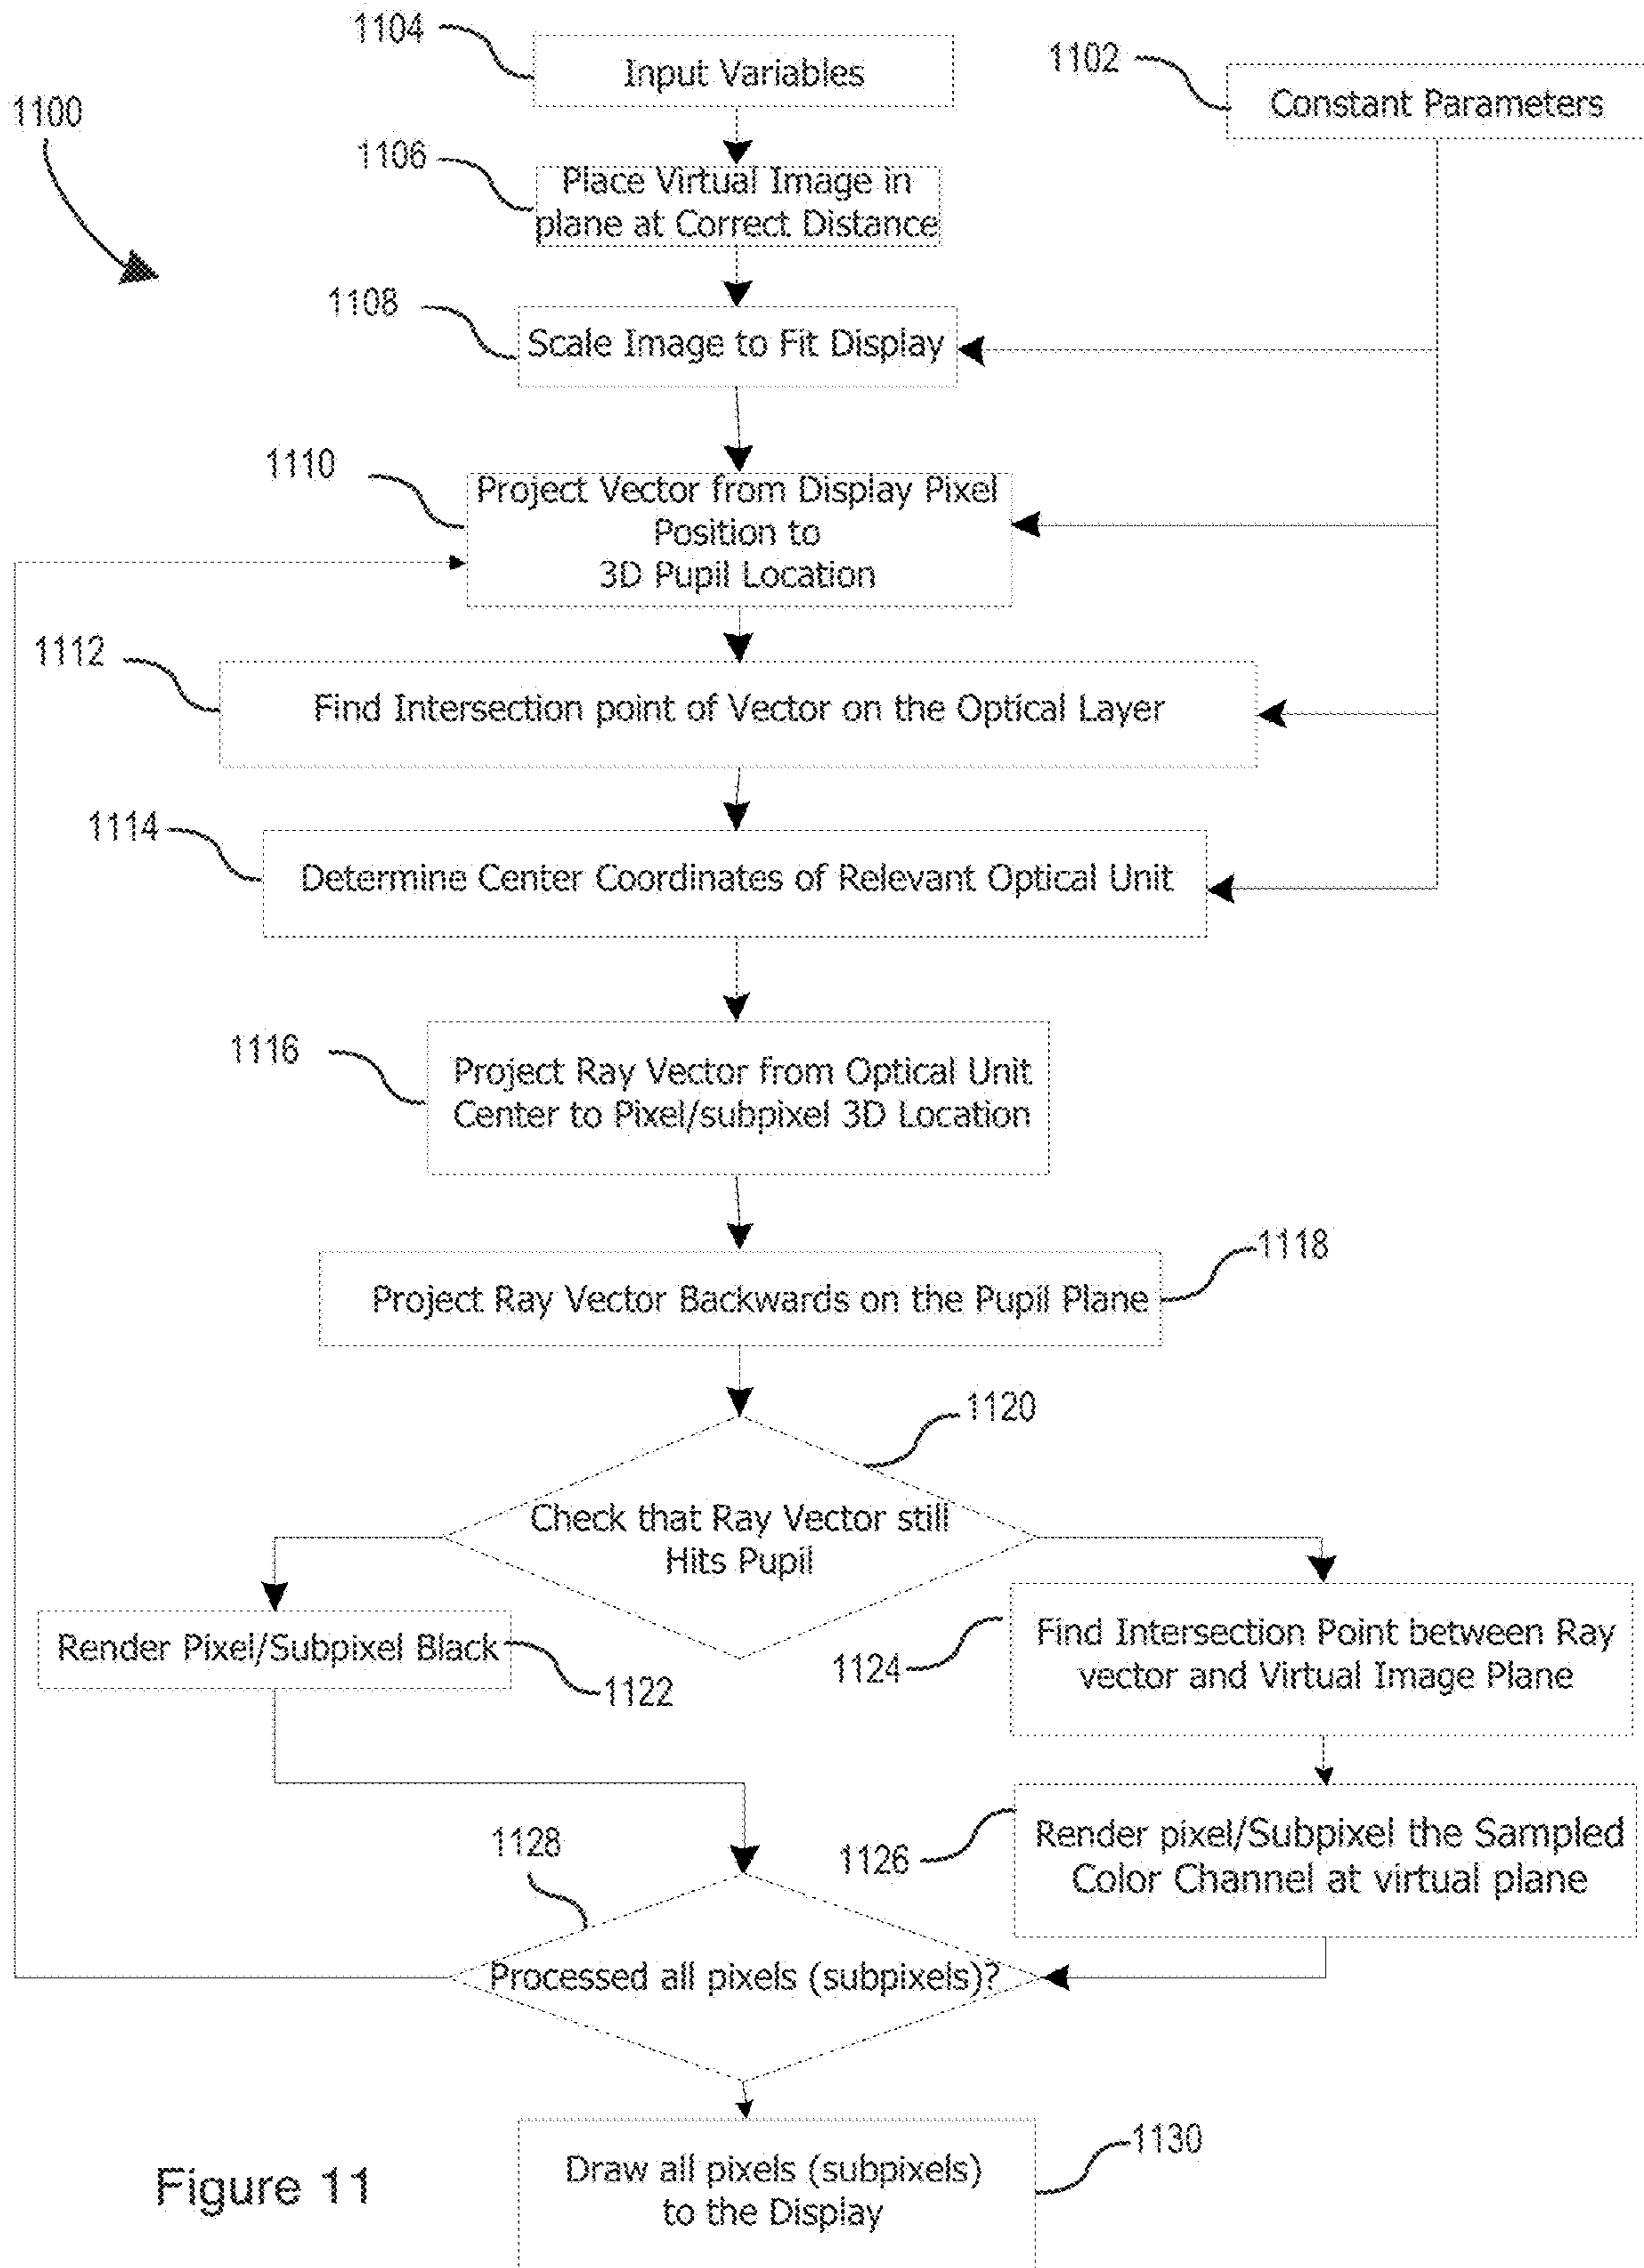 1104
Input Variables
1102
Constant Parameters
1100
1106
Place Virtual Image in
plane at Correct Distance
1108
Scale Image to Fit Display
1110
Project Vector from Display Pixel
Position to
3D Pupil Location
1112
Find Intersection point of Vector on the Optical Layer
1114
Determine Center Coordinates of Relevant Optical Unit
1116
Project Ray Vector from Optical Unit
Center to Pixel/subpixel 3D Location
1118
Project Ray Vector Backwards on the Pupil Plane
1120
Check that Ray Vector still
Hits Pupil
Render Pixel/Subpixel Black
1122
1124
Find Intersection Point between Ray
vector and Virtual Image Plane
1126
Render pixel/Subpixel the Sampled
Color Channel at virtual plane
1128
Processed all pixels (subpixels)?
1130
Draw all pixels (subpixels)
to the Display
Figure 11